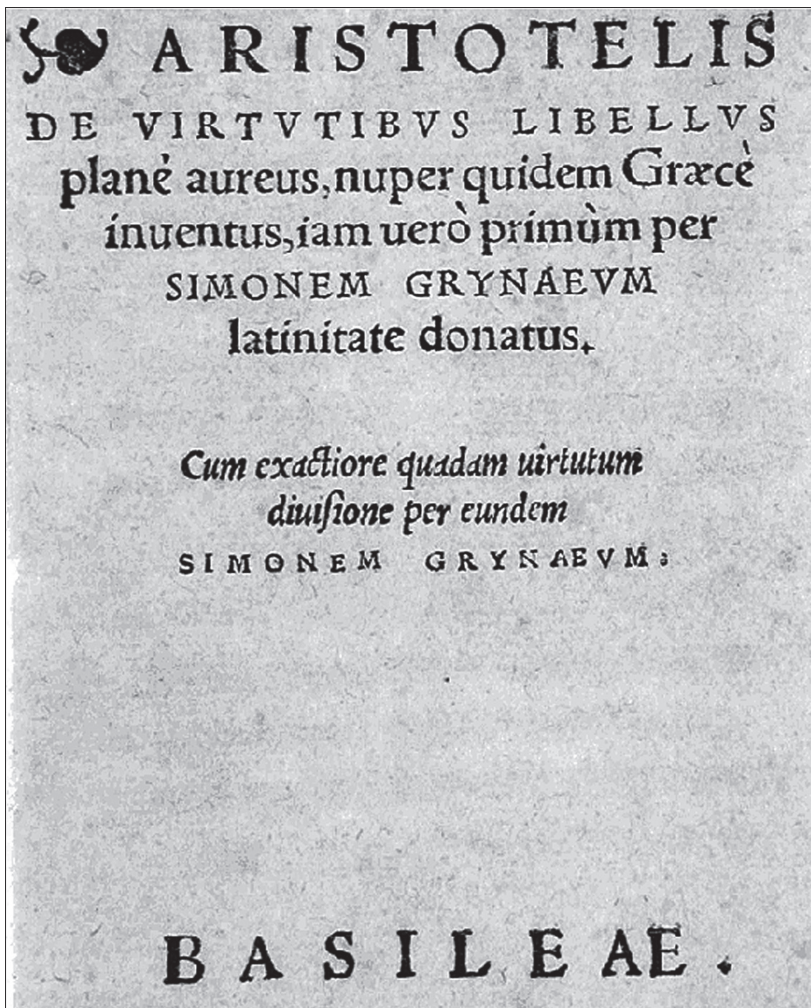 ❧ ARISTOTELIS
DE VIRTVTIBVS LIBELLVS
planè aureus, nuper quidem Græcè
inuentus, iam uerò primùm per
SIMONEM GRYNAEVM
latinitate donatus.
Cum exactiore quadam uirtutum
diuiſione per eundem
SIMONEM GRYNAEVM.
BASILEAE.